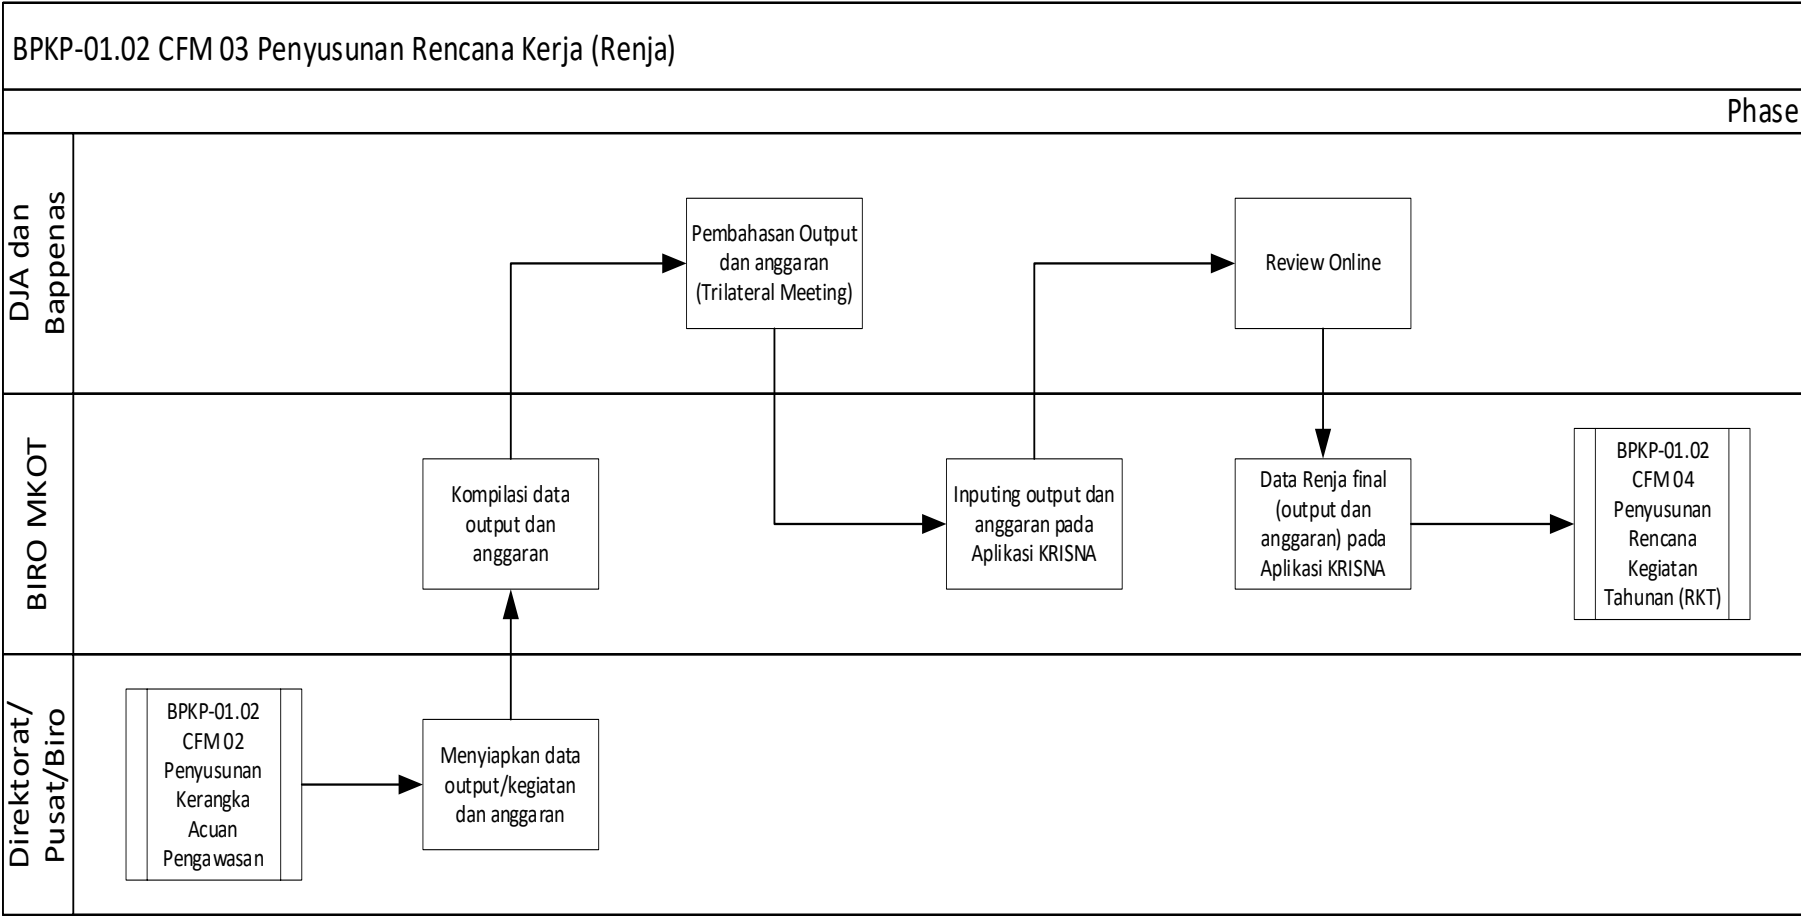 BPKP-01.02 CFM 03 Penyusunan Rencana Kerja (Renja)
Phase
DJA dan
Bappenas
Pembahasan Output
dan anggaran
(Trilateral Meeting)
Review Online
BIRO MKOT
Kompilasi data
output dan
anggaran
Inputing output dan
anggaran pada
Aplikasi KRISNA
Data Renja final
(output dan
anggaran) pada
Aplikasi KRISNA
BPKP-01.02
CFM 04
Penyusunan
Rencana
Kegiatan
Tahunan (RKT)
Direktorat/
Pusat/Biro
BPKP-01.02
CFM 02
Penyusunan
Kerangka
Acuan
Pengawasan
Menyiapkan data
output/kegiatan
dan anggaran